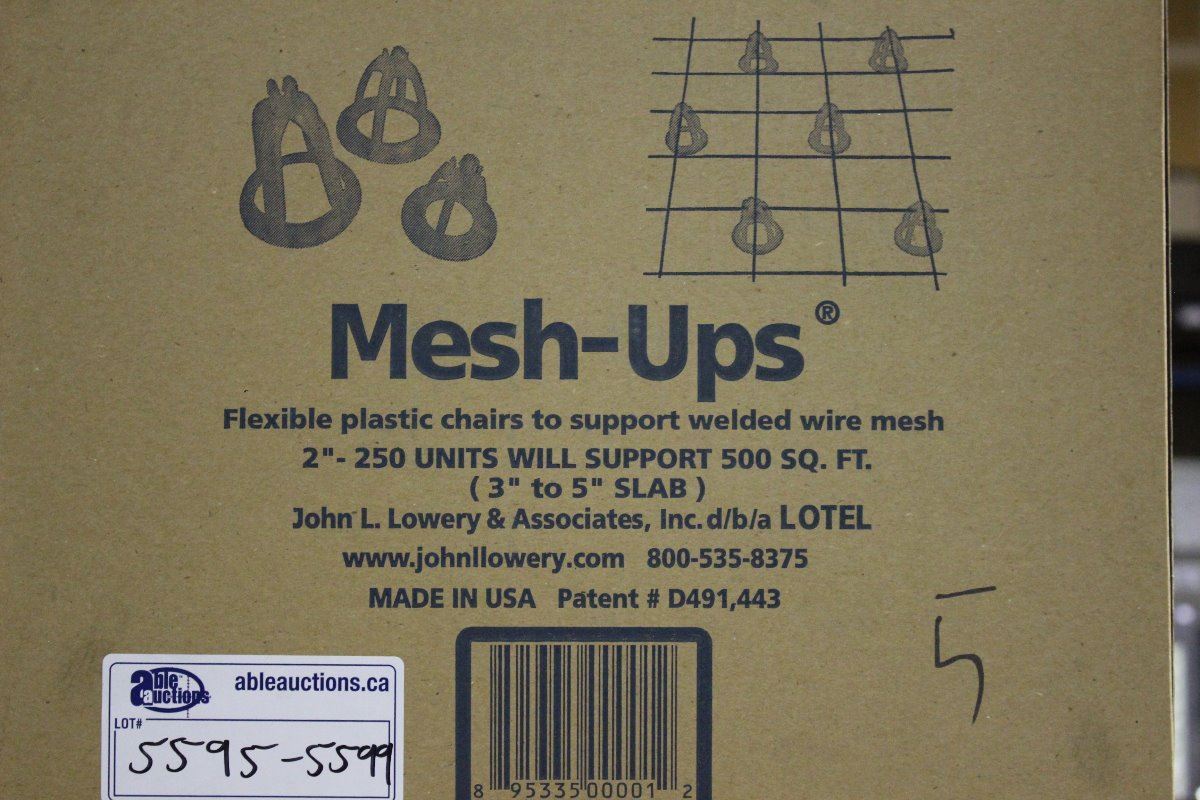 Mesh-Ups®
Flexible plastic chairs to support welded wire mesh
2"- 250 UNITS WILL SUPPORT 500 SQ. FT.
( 3" to 5" SLAB )
John L. Lowery & Associates, Inc. d/b/a LOTEL
www.johnllowery.com 800-535-8375
MADE IN USA Patent # D491,443
5
able auctions
ableauctions.ca
LOT#
5595-5599
8 95335 00001 2